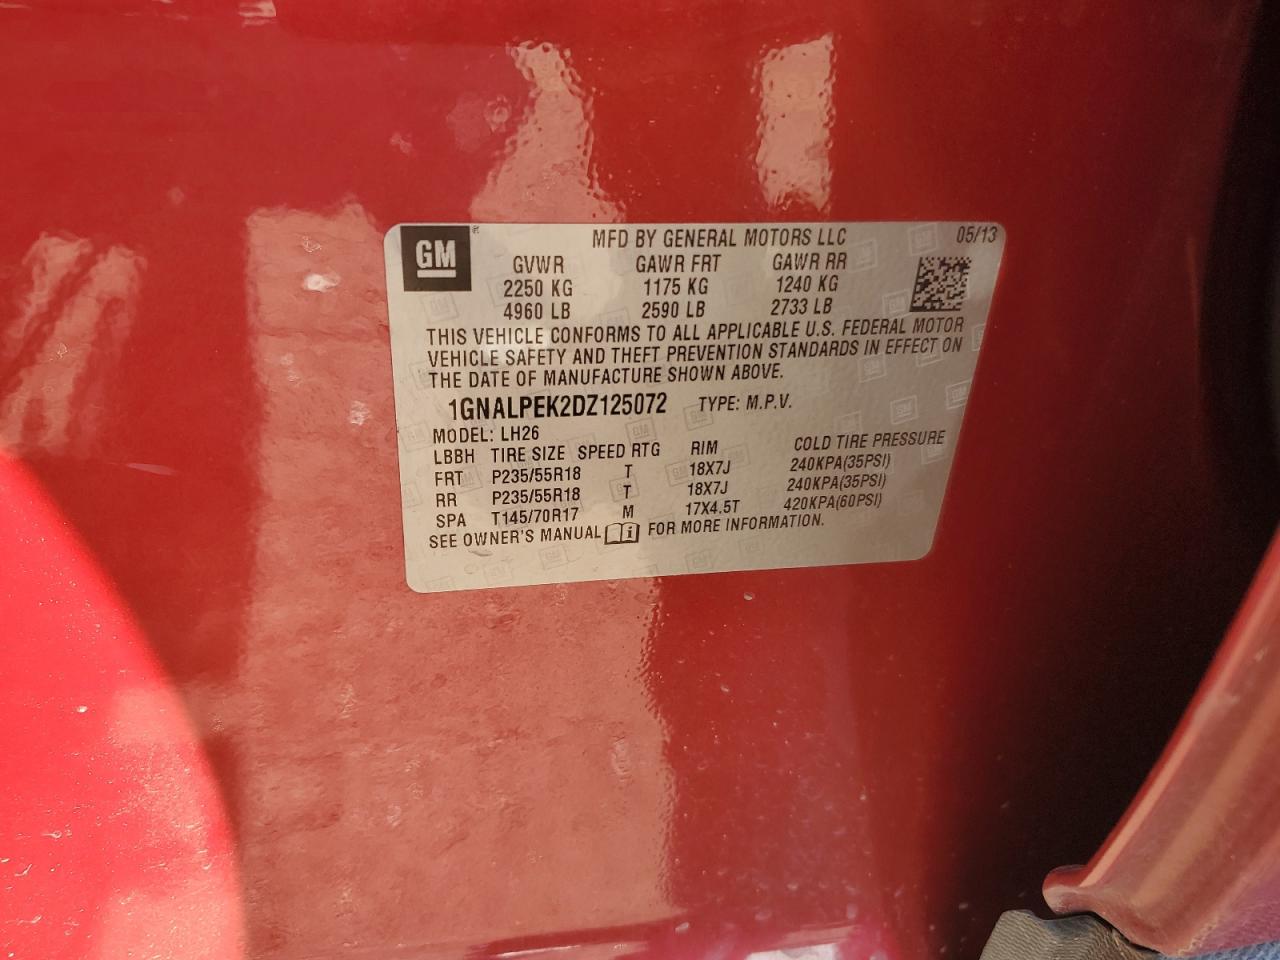 GM ® MFD BY GENERAL MOTORS LLC 05/13
GVWR GAWR FRT GAWR RR
2250 KG 1175 KG 1240 KG
4960 LB 2590 LB 2733 LB
THIS VEHICLE CONFORMS TO ALL APPLICABLE U.S. FEDERAL MOTOR
VEHICLE SAFETY AND THEFT PREVENTION STANDARDS IN EFFECT ON
THE DATE OF MANUFACTURE SHOWN ABOVE.
1GNALPEK2DZ125072 TYPE: M.P.V.
MODEL: LH26
LBBH TIRE SIZE SPEED RTG RIM COLD TIRE PRESSURE
FRT P235/55R18 T 18X7J 240KPA(35PSI)
RR P235/55R18 T 18X7J 240KPA(35PSI)
SPA T145/70R17 M 17X4.5T 420KPA(60PSI)
SEE OWNER'S MANUAL i FOR MORE INFORMATION.